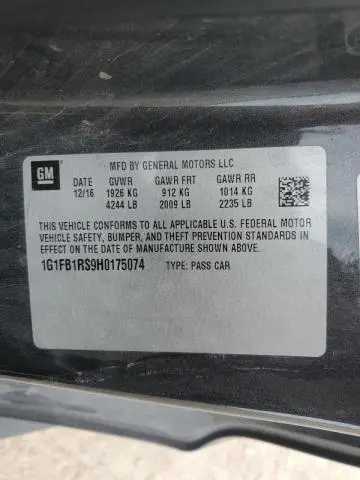 GM
MFD BY GENERAL MOTORS LLC
DATE GVWR GAWR FRT GAWR RR
12/16 1926 KG 912 KG 1014 KG
4244 LB 2009 LB 2235 LB
THIS VEHICLE CONFORMS TO ALL APPLICABLE U.S. FEDERAL MOTOR
VEHICLE SAFETY, BUMPER, AND THEFT PREVENTION STANDARDS IN
EFFECT ON THE DATE OF MANUFACTURE SHOWN ABOVE.
1G1FB1RS9H0175074 TYPE: PASS CAR